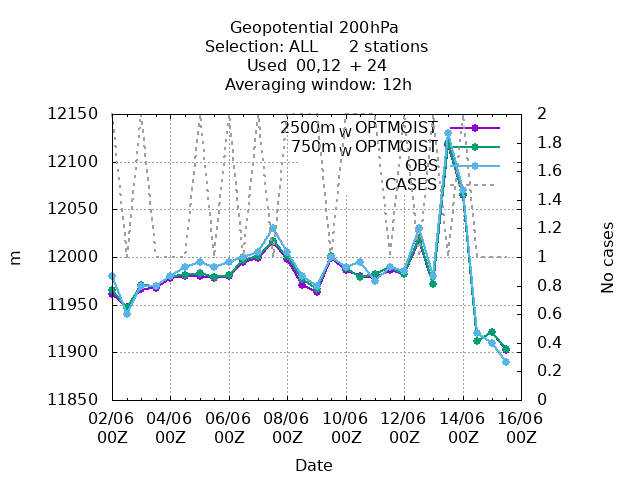 Geopotential 200hPa
Selection: ALL 2 stations
Used 00,12 + 24
Averaging window: 12h
2500m W OPTMOIST
750m W OPTMOIST
OBS
CASES
12150
12100
12050
12000
11950
11900
11850
m
2
1.8
1.6
1.4
1.2
1
0.8
0.6
0.4
0.2
0
No cases
02/06 04/06 06/06 08/06 10/06 12/06 14/06 16/06
00Z 00Z 00Z 00Z 00Z 00Z 00Z 00Z
Date